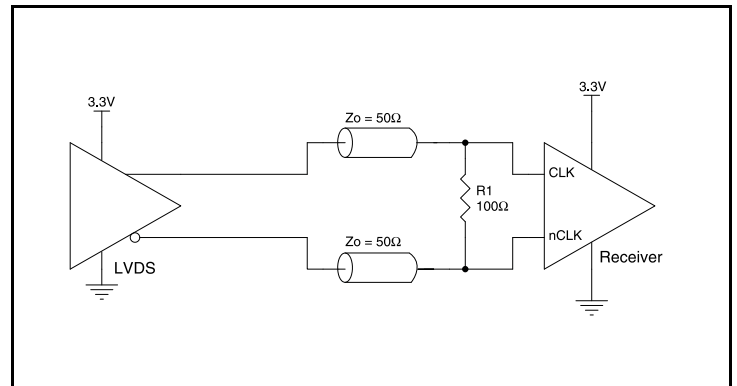 3.3V
LVDS
Zo = 50Ω
R1
100Ω
Zo = 50Ω
3.3V
CLK
nCLK
Receiver